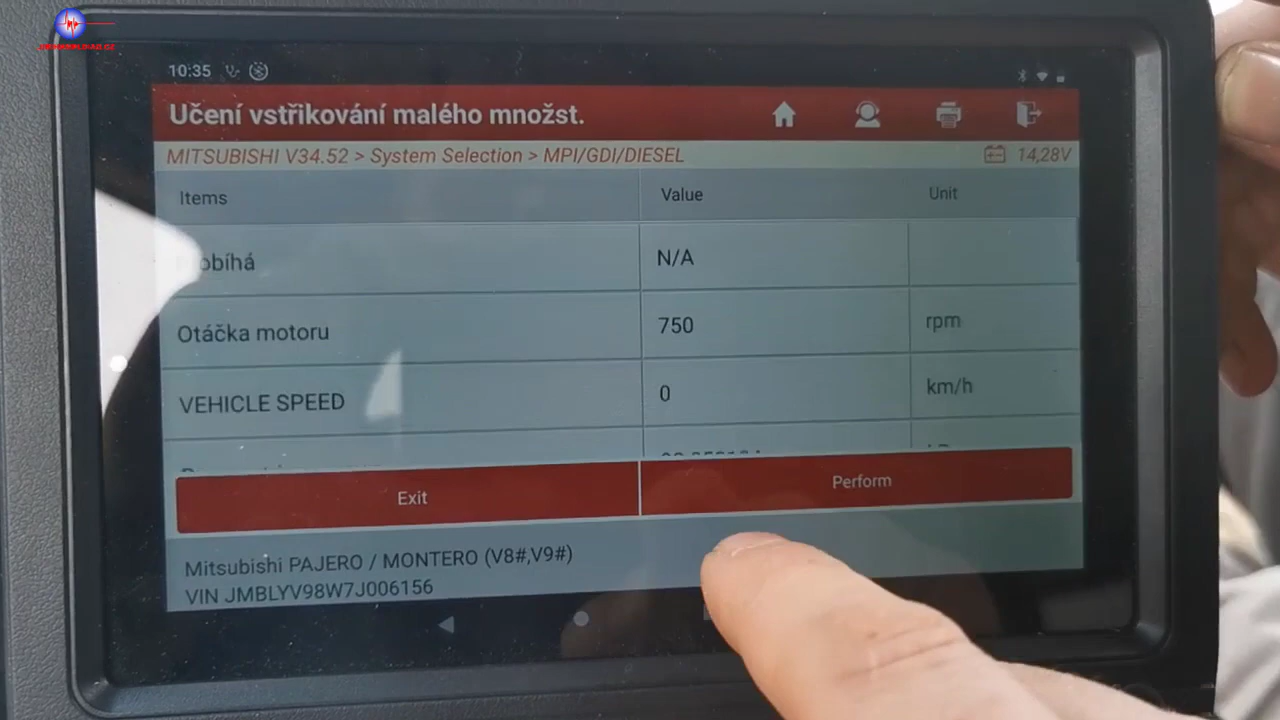 10:35
Učení vstřikování malého množst.
MITSUBISHI V34.52 > System Selection > MPI/GDI/DIESEL
14,28V
Items Value Unit
N/A
Otáčka motoru 750 rpm
VEHICLE SPEED 0 km/h
Exit Perform
Mitsubishi PAJERO / MONTERO (V8#,V9#)
VIN JMBLYV98W7J006156